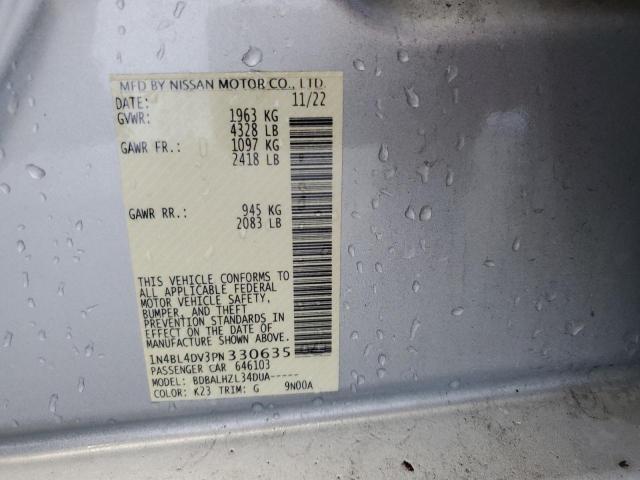 MFD BY NISSAN MOTOR CO., LTD.
DATE: 11/22
GVWR: 1963 KG
4328 LB
GAWR FR.: 1097 KG
2418 LB
GAWR RR.: 945 KG
2083 LB
THIS VEHICLE CONFORMS TO
ALL APPLICABLE FEDERAL
MOTOR VEHICLE SAFETY,
BUMPER, AND THEFT
PREVENTION STANDARDS IN
EFFECT ON THE DATE OF
MANUFACTURE SHOWN ABOVE.
1N4BL4DV3PN330635
PASSENGER CAR 646103
MODEL: BDBALHZL34DUA-----
COLOR: K23 TRIM: G 9N00A